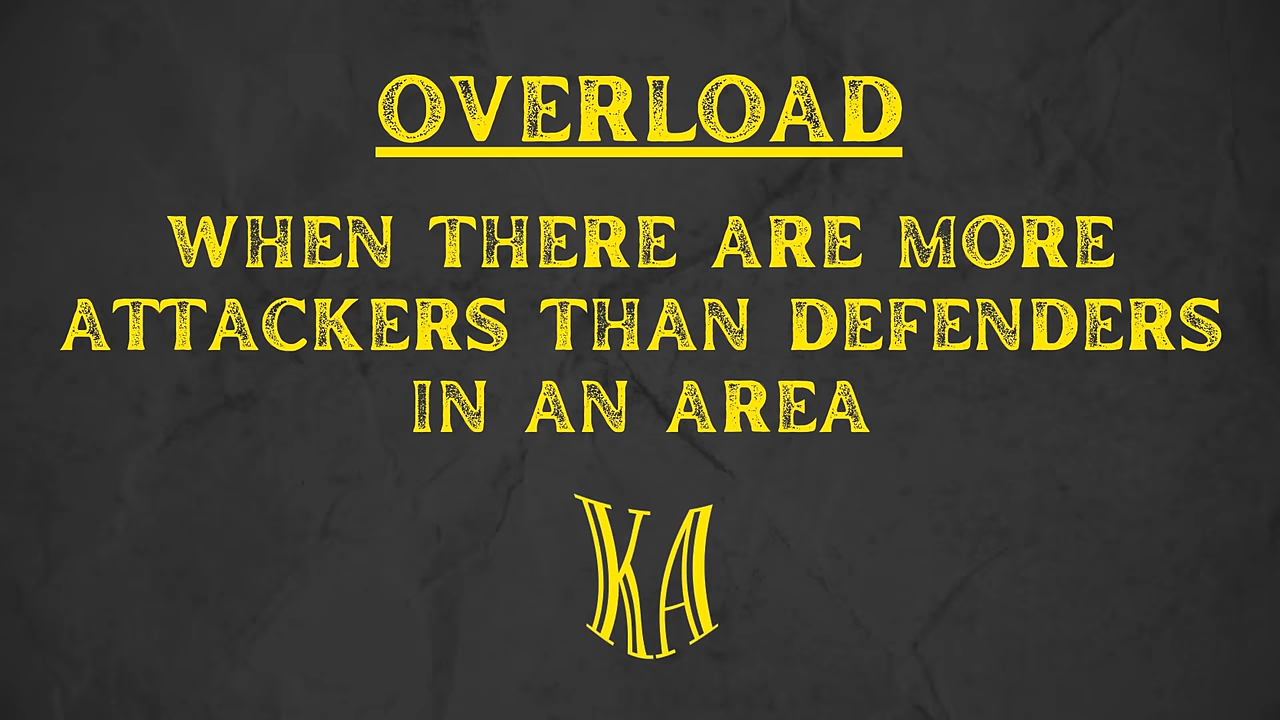 OVERLOAD
WHEN THERE ARE MORE
ATTACKERS THAN DEFENDERS
IN AN AREA
KA